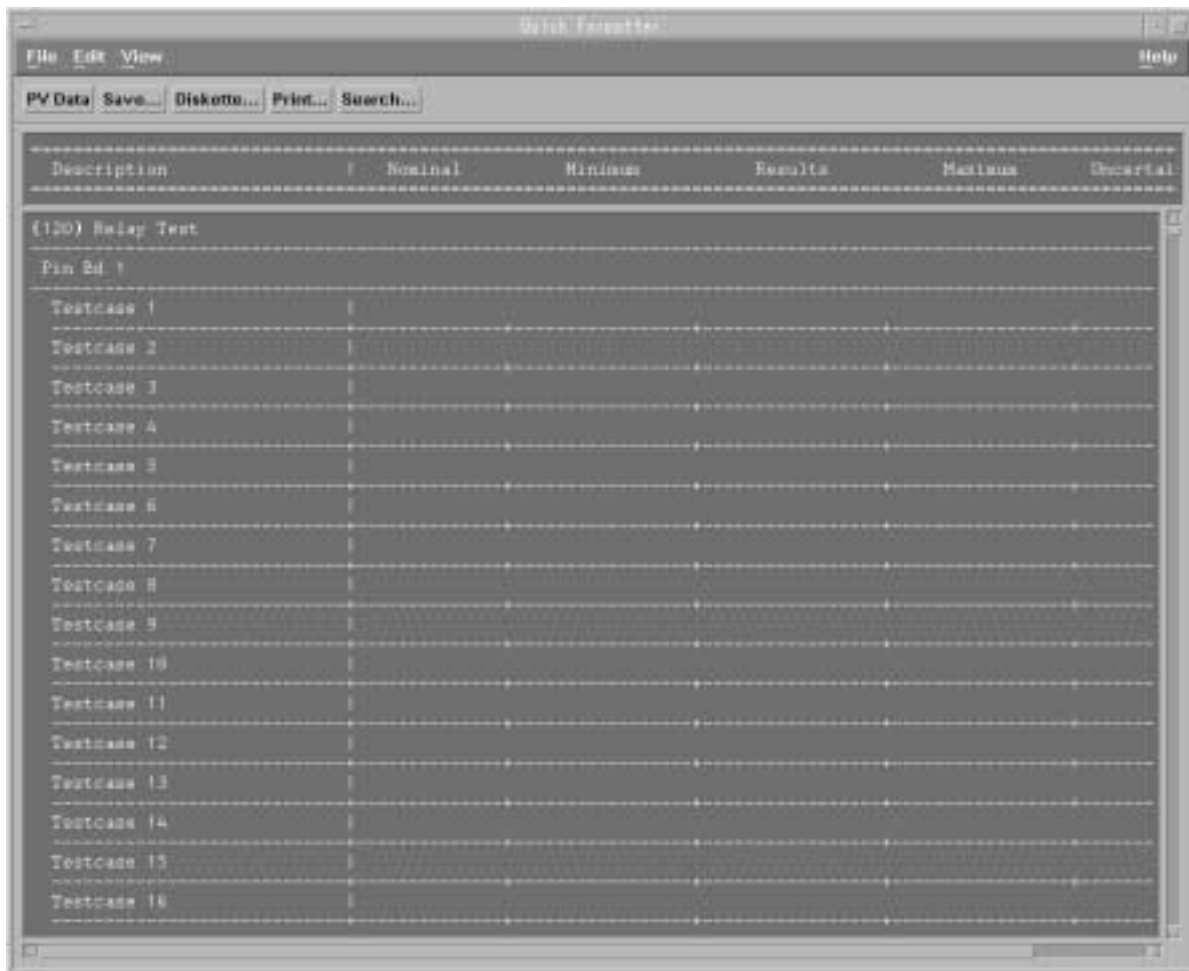 Quick Formatter
File Edit View Help
PV Data Save... Diskette... Print... Search...
Description | Nominal Minimum Results Maximum Uncertai
(120) Relay Test
Pin Bd 1
Testcase 1 |
Testcase 2 |
Testcase 3 |
Testcase 4 |
Testcase 5 |
Testcase 6 |
Testcase 7 |
Testcase 8 |
Testcase 9 |
Testcase 10 |
Testcase 11 |
Testcase 12 |
Testcase 13 |
Testcase 14 |
Testcase 15 |
Testcase 16 |